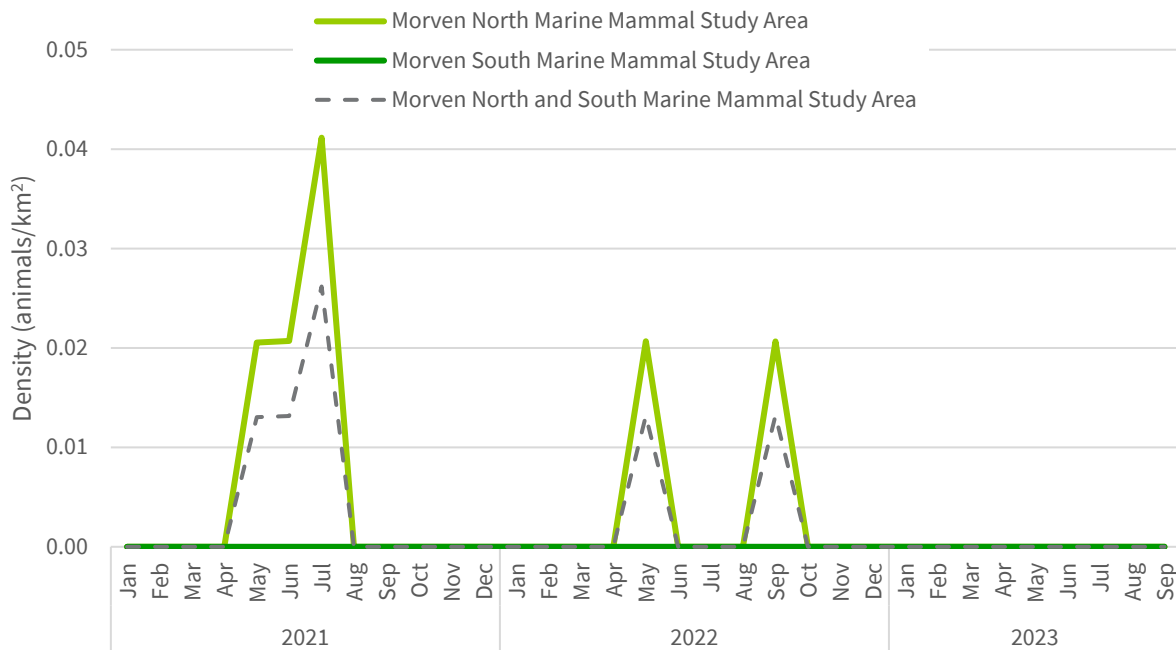 Morven North Marine Mammal Study Area
Morven South Marine Mammal Study Area
Morven North and South Marine Mammal Study Area
Density (animals/km²)
0.05
0.04
0.03
0.02
0.01
0.00
Jan Feb Mar Apr May Jun Jul Aug Sep Oct Nov Dec Jan Feb Mar Apr May Jun Jul Aug Sep Oct Nov Dec Jan Feb Mar Apr May Jun Jul Aug Sep
2021 2022 2023